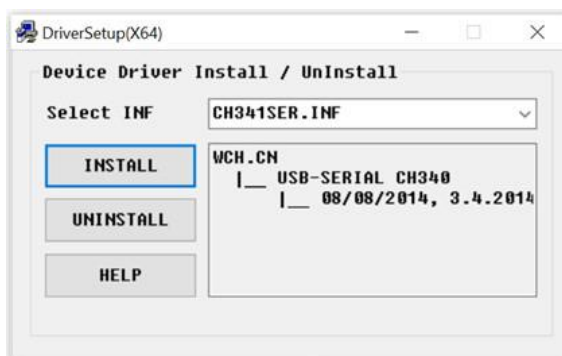 DriverSetup(X64)
Device Driver Install / UnInstall
Select INF
CH341SER.INF
INSTALL
UNINSTALL
HELP
WCH.CN
|__ USB-SERIAL CH340
|__ 08/08/2014, 3.4.2014